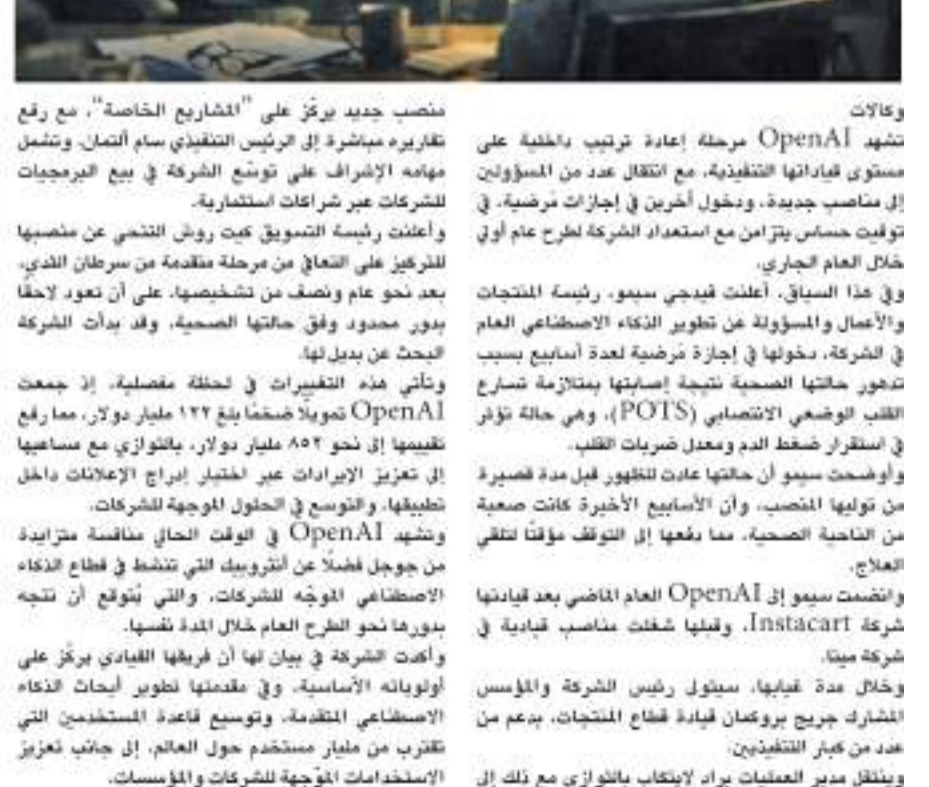 وكالات
تشهد OpenAI مرحلة إعادة ترتيب داخلية على
مستوى قياداتها التنفيذية، مع انتقال عدد من المسؤولين
إلى مناصب جديدة، ودخول آخرين في إجازات مَرضية، في
توقيت حساس يتزامن مع استعداد الشركة لطرح عام أولي
خلال العام الجاري.
وفي هذا السياق، أعلنت فيدجي سيمو، رئيسة المنتجات
والأعمال والمسؤولة عن تطوير الذكاء الاصطناعي العام
في الشركة، دخولها في إجازة مَرضية لعدة أسابيع بسبب
تدهور حالتها الصحية نتيجة إصابتها بمتلازمة تسارع
القلب الوضعي الانتصابي (POTS)، وهي حالة تؤثر
في استقرار ضغط الدم ومعدل ضربات القلب.
وأوضحت سيمو أن حالتها عادت للظهور قبل مدة قصيرة
من توليها المنصب، وأن الأسابيع الأخيرة كانت صعبة
من الناحية الصحية، مما دفعها إلى التوقف مؤقتًا لتلقي
العلاج.
وانضمت سيمو إلى OpenAI العام الماضي بعد قيادتها
شركة Instacart، وقبلها شغلت مناصب قيادية في
شركة ميتا.
وخلال مدة غيابها، سيتولى رئيس الشركة والمؤسس
المشارك جريج بروكمان قيادة قطاع المنتجات، بدعم من
عدد من كبار التنفيذيين.
وينتقل مدير العمليات براد لايتكاب بالتوازي مع ذلك إلى
منصب جديد يركّز على "المشاريع الخاصة"، مع رفع
تقاريره مباشرة إلى الرئيس التنفيذي سام ألتمان، وتشمل
مهامه الإشراف على توسّع الشركة في بيع البرمجيات
للشركات عبر شراكات استثمارية.
وأعلنت رئيسة التسويق كيت روش التنحي عن منصبها
للتركيز على التعافي من مرحلة متقدمة من سرطان الثدي،
بعد نحو عام ونصف من تشخيصها، على أن تعود لاحقًا
بدور محدود وفق حالتها الصحية، وقد بدأت الشركة
البحث عن بديل لها.
وتأتي هذه التغييرات في لحظة مفصلية، إذ جمعت
OpenAI تمويلًا ضخمًا بلغ ١٢٢ مليار دولار، مما رفع
تقييمها إلى نحو ٨٥٢ مليار دولار، بالتوازي مع مساعيها
إلى تعزيز الإيرادات عبر اختبار إدراج الإعلانات داخل
تطبيقها، والتوسع في الحلول الموجهة للشركات.
وتشهد OpenAI في الوقت الحالي منافسة متزايدة
من جوجل فضلًا عن أنثروبيك التي تنشط في قطاع الذكاء
الاصطناعي الموجّه للشركات، والتي يُتوقع أن تتجه
بدورها نحو الطرح العام خلال المدة نفسها.
وأكدت الشركة في بيان لها أن فريقها القيادي يركّز على
أولوياته الأساسية، وفي مقدمتها تطوير أبحاث الذكاء
الاصطناعي المتقدمة، وتوسيع قاعدة المستخدمين التي
تقترب من مليار مستخدم حول العالم، إلى جانب تعزيز
الاستخدامات الموّجهة للشركات والمؤسسات.